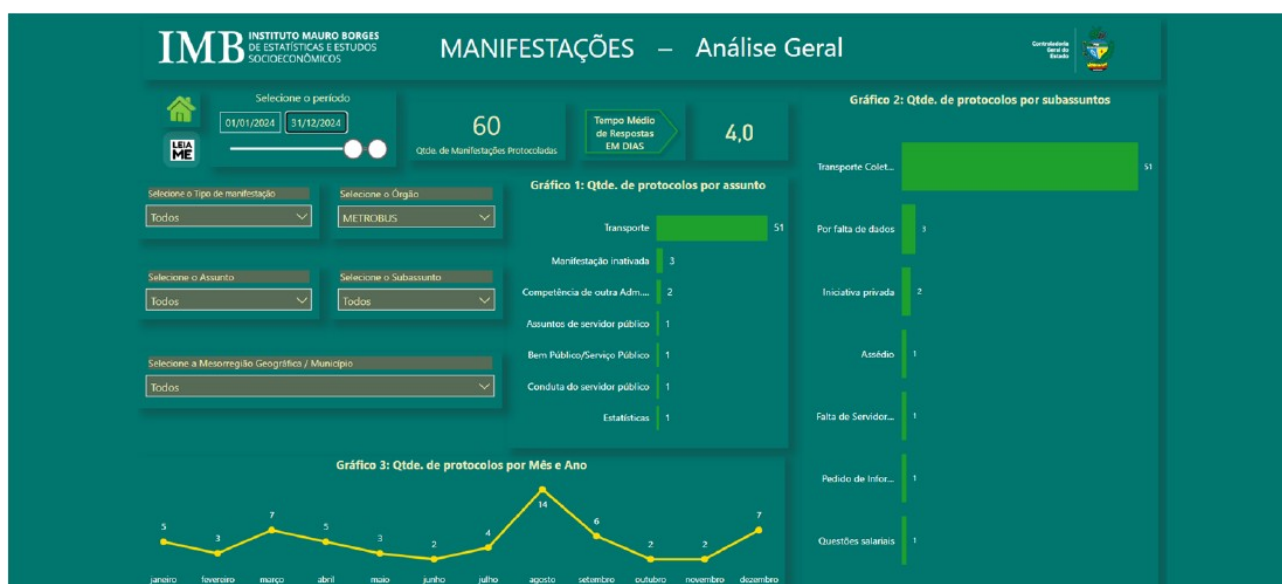 IMB
INSTITUTO MAURO BORGES
DE ESTATÍSTICAS E ESTUDOS
SOCIOECONÔMICOS
MANIFESTAÇÕES – Análise Geral
Controladoria
Geral do
Estado
LEIA
ME
Selecione o período
01/01/2024 31/12/2024
60
Qtde. de Manifestações Protocoladas
Tempo Médio
de Respostas
EM DIAS
4,0
Selecione o Tipo de manifestação
Todos
Selecione o Órgão
METROBUS
Selecione o Assunto
Todos
Selecione o Subassunto
Todos
Selecione a Mesorregião Geográfica / Município
Todos
Gráfico 1: Qtde. de protocolos por assunto
Transporte 51
Manifestação inativada 3
Competência de outra Adm.... 2
Assuntos de servidor público 1
Bem Público/Serviço Público 1
Conduta do servidor público 1
Estatísticas 1
Gráfico 2: Qtde. de protocolos por subassuntos
Transporte Colet... 51
Por falta de dados 3
Iniciativa privada 2
Assédio 1
Falta de Servidor... 1
Pedido de Infor... 1
Questões salariais 1
Gráfico 3: Qtde. de protocolos por Mês e Ano
5 3 7 5 3 2 4 14 6 2 2 7
janeiro fevereiro março abril maio junho julho agosto setembro outubro novembro dezembro